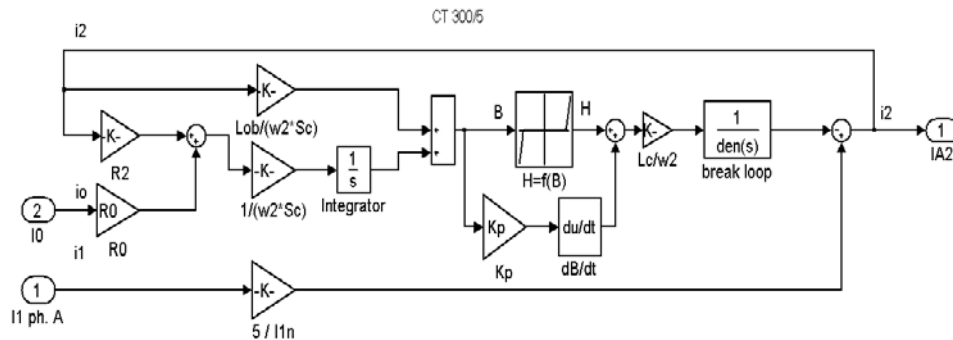 CT 300/5
i2
-K-
Lob/(w2*Sc)
-K-
R2
-K-
1/(w2*Sc)
1
s
Integrator
B
H
H=f(B)
K-
Lc/w2
1
den(s)
break loop
i2
1
IA2
2
I0
io
R0
R0
i1
Kp
Kp
du/dt
dB/dt
1
I1 ph. A
-K-
5 / I1n